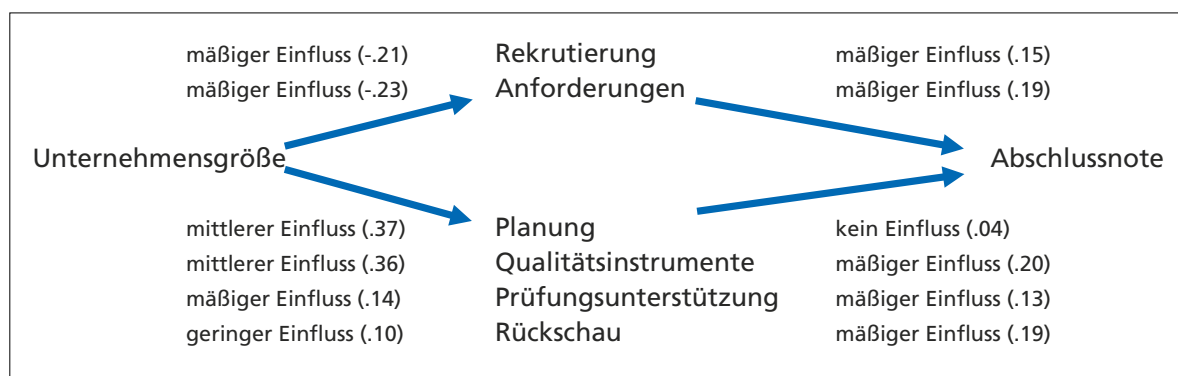 mäßiger Einfluss (-.21) Rekrutierung mäßiger Einfluss (.15)
mäßiger Einfluss (-.23) Anforderungen mäßiger Einfluss (.19)
Unternehmensgröße Abschlussnote
mittlerer Einfluss (.37) Planung kein Einfluss (.04)
mittlerer Einfluss (.36) Qualitätsinstrumente mäßiger Einfluss (.20)
mäßiger Einfluss (.14) Prüfungsunterstützung mäßiger Einfluss (.13)
geringer Einfluss (.10) Rückschau mäßiger Einfluss (.19)